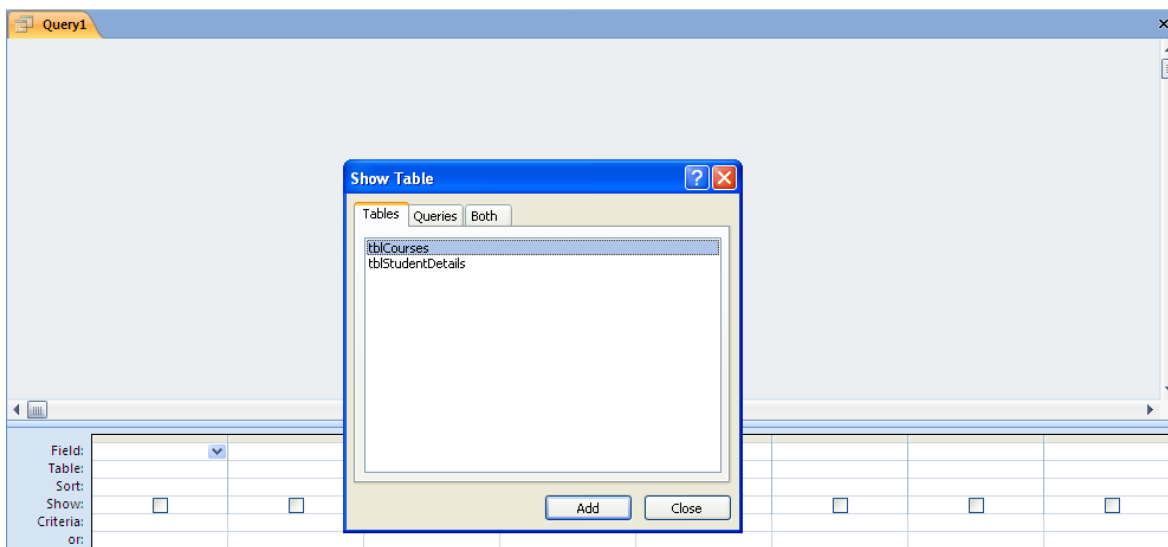 Query1
Show Table
Tables Queries Both
tblCourses
tblStudentDetails
Add Close
Field:
Table:
Sort:
Show:
Criteria:
or: